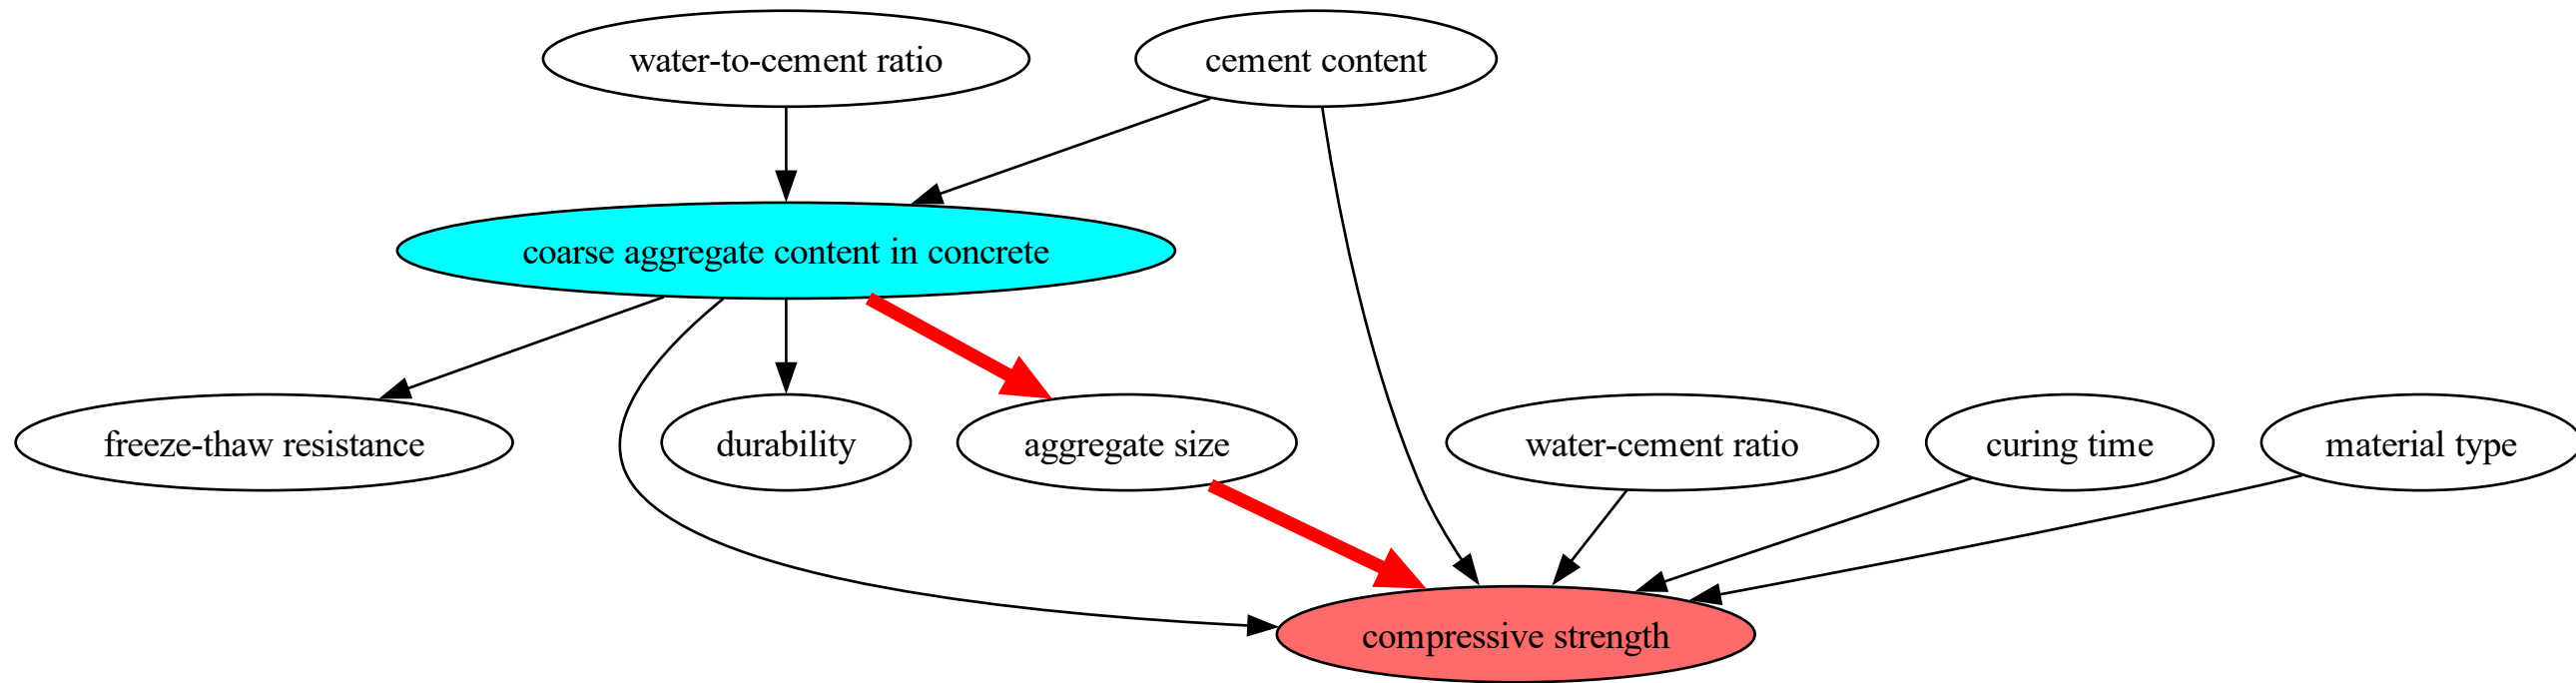 water-to-cement ratio
cement content
coarse aggregate content in concrete
freeze-thaw resistance
durability
aggregate size
water-cement ratio
curing time
material type
compressive strength